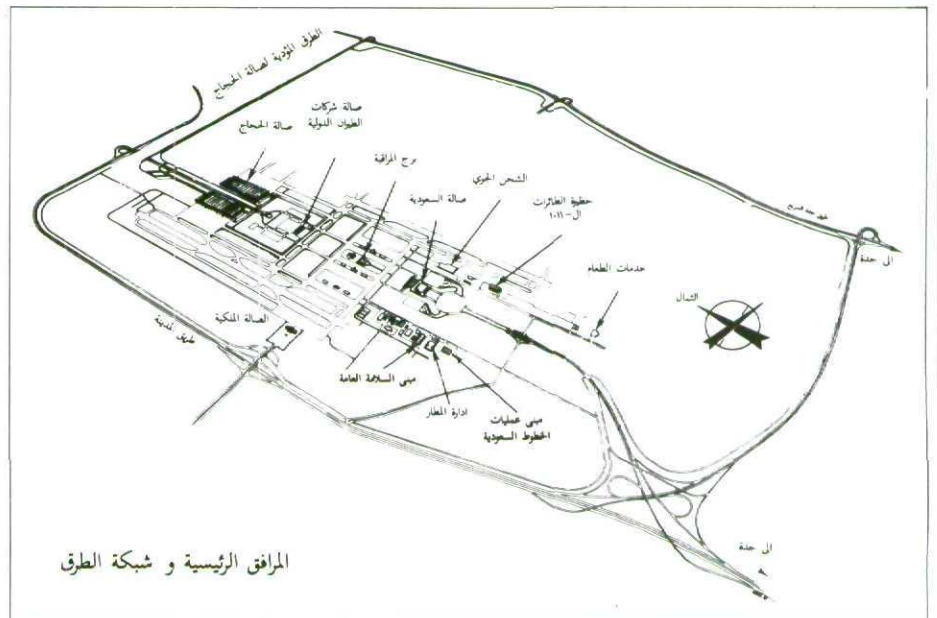 الطرق المؤدية لصالة الحجاج
صالة شركات
الطيران الدولية
صالة الحجاج
برج المراقبة
الشحن الجوي
صالة السعودية
حظيرة الطائرات
ال - ١٠١١
خدمات الطعام
الى جدة
الشمال
الصالة الملكية
طريق المدينة
مبنى السلامة العامة
ادارة المطار
مبنى عمليات
الخطوط السعودية
الى جدة
المرافق الرئيسية و شبكة الطرق